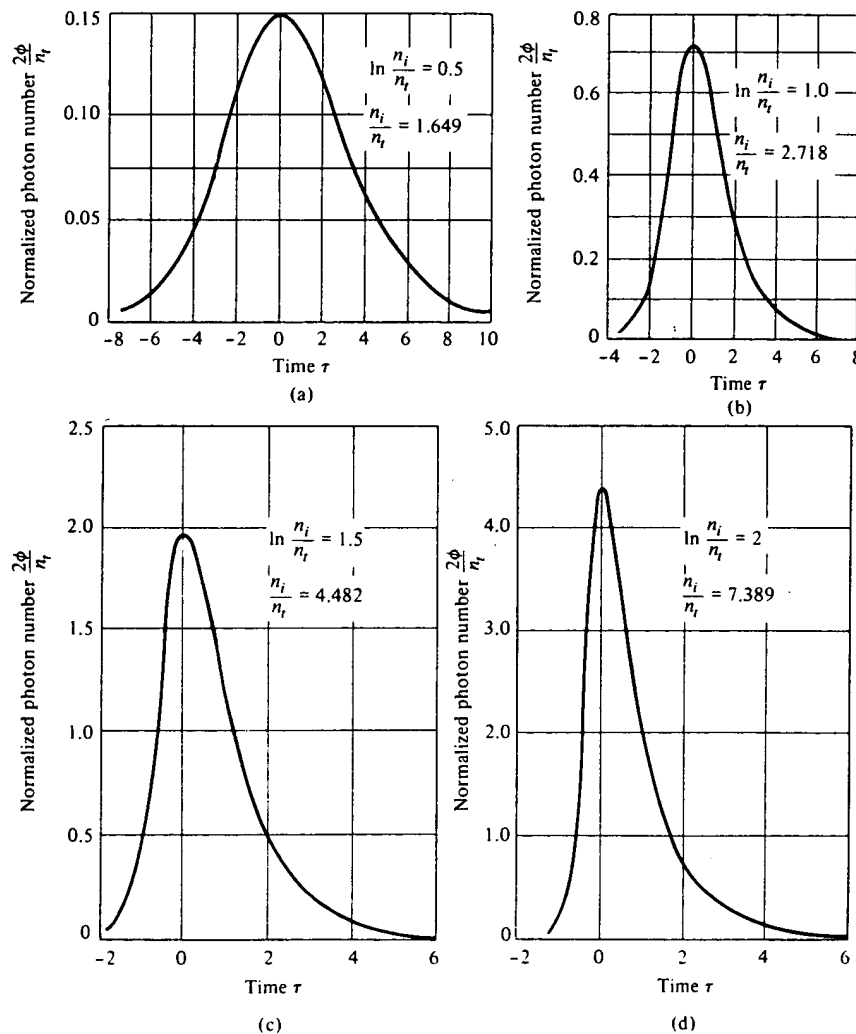 Normalized photon number 2ϕ/n_t
0.15
0.10
0.05
0
ln n_i/n_t = 0.5
n_i/n_t = 1.649
-8 -6 -4 -2 0 2 4 6 8 10
Time τ
(a)
Normalized photon number 2ϕ/n_t
1.0
0.8
0.6
0.4
0.2
0
ln n_i/n_t = 1.0
n_i/n_t = 2.718
-4 -2 0 2 4 6 8
Time τ
(b)
Normalized photon number 2ϕ/n_t
2.5
2.0
1.5
1.0
0.5
0
ln n_i/n_t = 1.5
n_i/n_t = 4.482
-2 0 2 4 6
Time τ
(c)
Normalized photon number 2ϕ/n_t
5.0
4.0
3.0
2.0
1.0
0
ln n_i/n_t = 2
n_i/n_t = 7.389
-2 0 2 4 6
Time τ
(d)